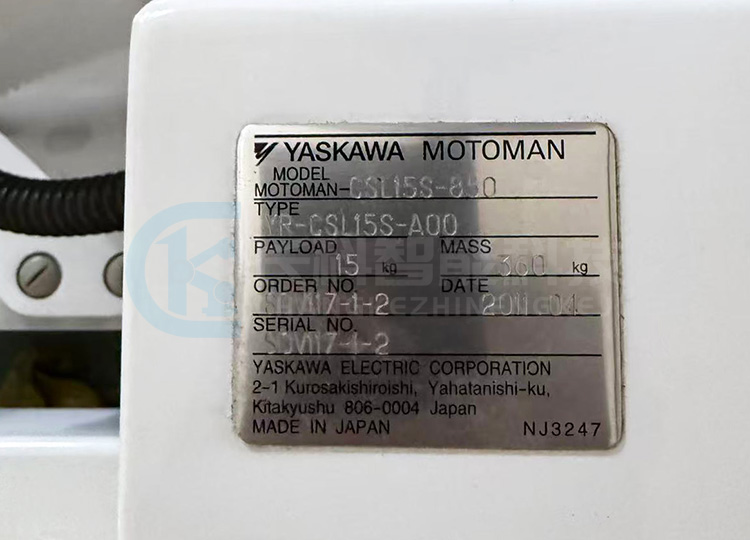 YASKAWA MOTOMAN
MODEL
MOTOMAN-CSL15S-850
TYPE
YR-CSL15S-A00
PAYLOAD 15 kg MASS 360 kg
ORDER NO. DATE
2011-04
SERIAL NO.
YASKAWA ELECTRIC CORPORATION
2-1 Kurosakishiroishi, Yahatanishi-ku,
Kitakyushu 806-0004 Japan
MADE IN JAPAN NJ3247